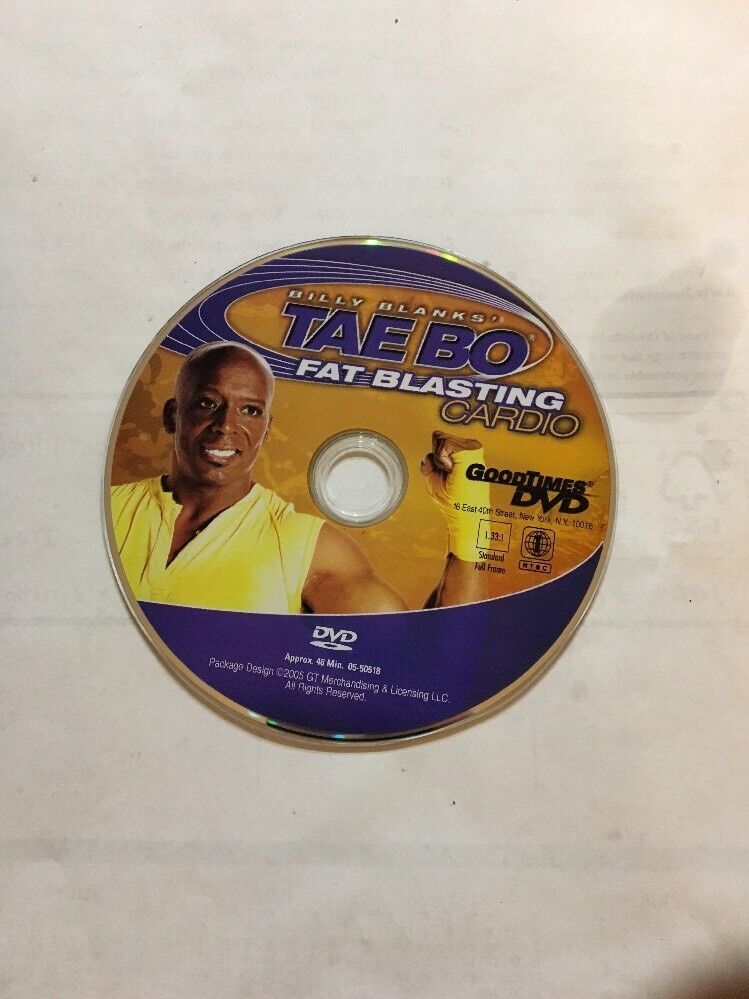 BILLY BLANKS'
TAE BO®
FAT BLASTING
CARDIO
GOODTIMES®
DVD
16 East 40th Street, New York, N.Y. 10016
1.33:1
Standard
Full Frame
1
NTSC
DVD
Approx. 46 Min. 05-50518
Package Design ©2005 GT Merchandising & Licensing LLC.
All Rights Reserved.